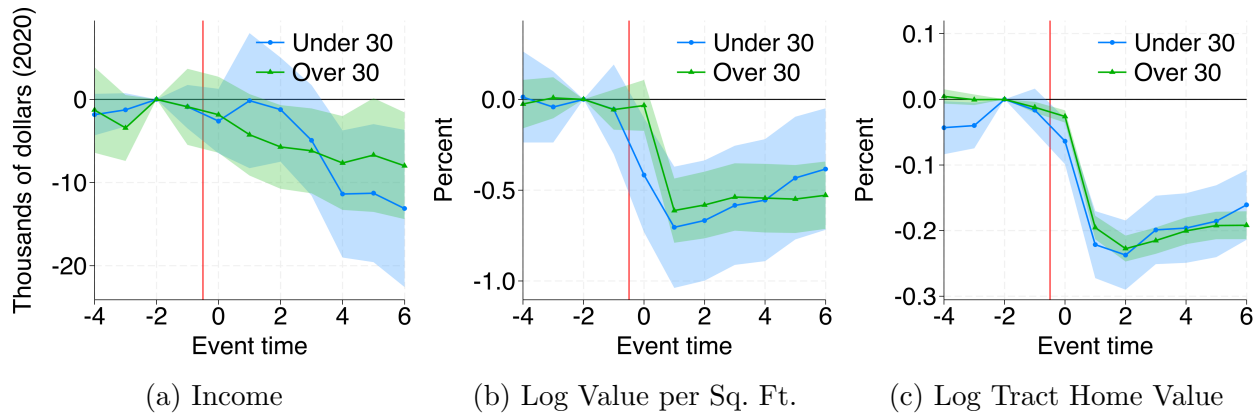 Thousands of dollars (2020)
0
-10
-20
-4 -2 0 2 4 6
Event time
Under 30
Over 30
(a) Income
Percent
0.0
-0.5
-1.0
-4 -2 0 2 4 6
Event time
Under 30
Over 30
(b) Log Value per Sq. Ft.
Percent
0.1
0.0
-0.1
-0.2
-0.3
-4 -2 0 2 4 6
Event time
Under 30
Over 30
(c) Log Tract Home Value